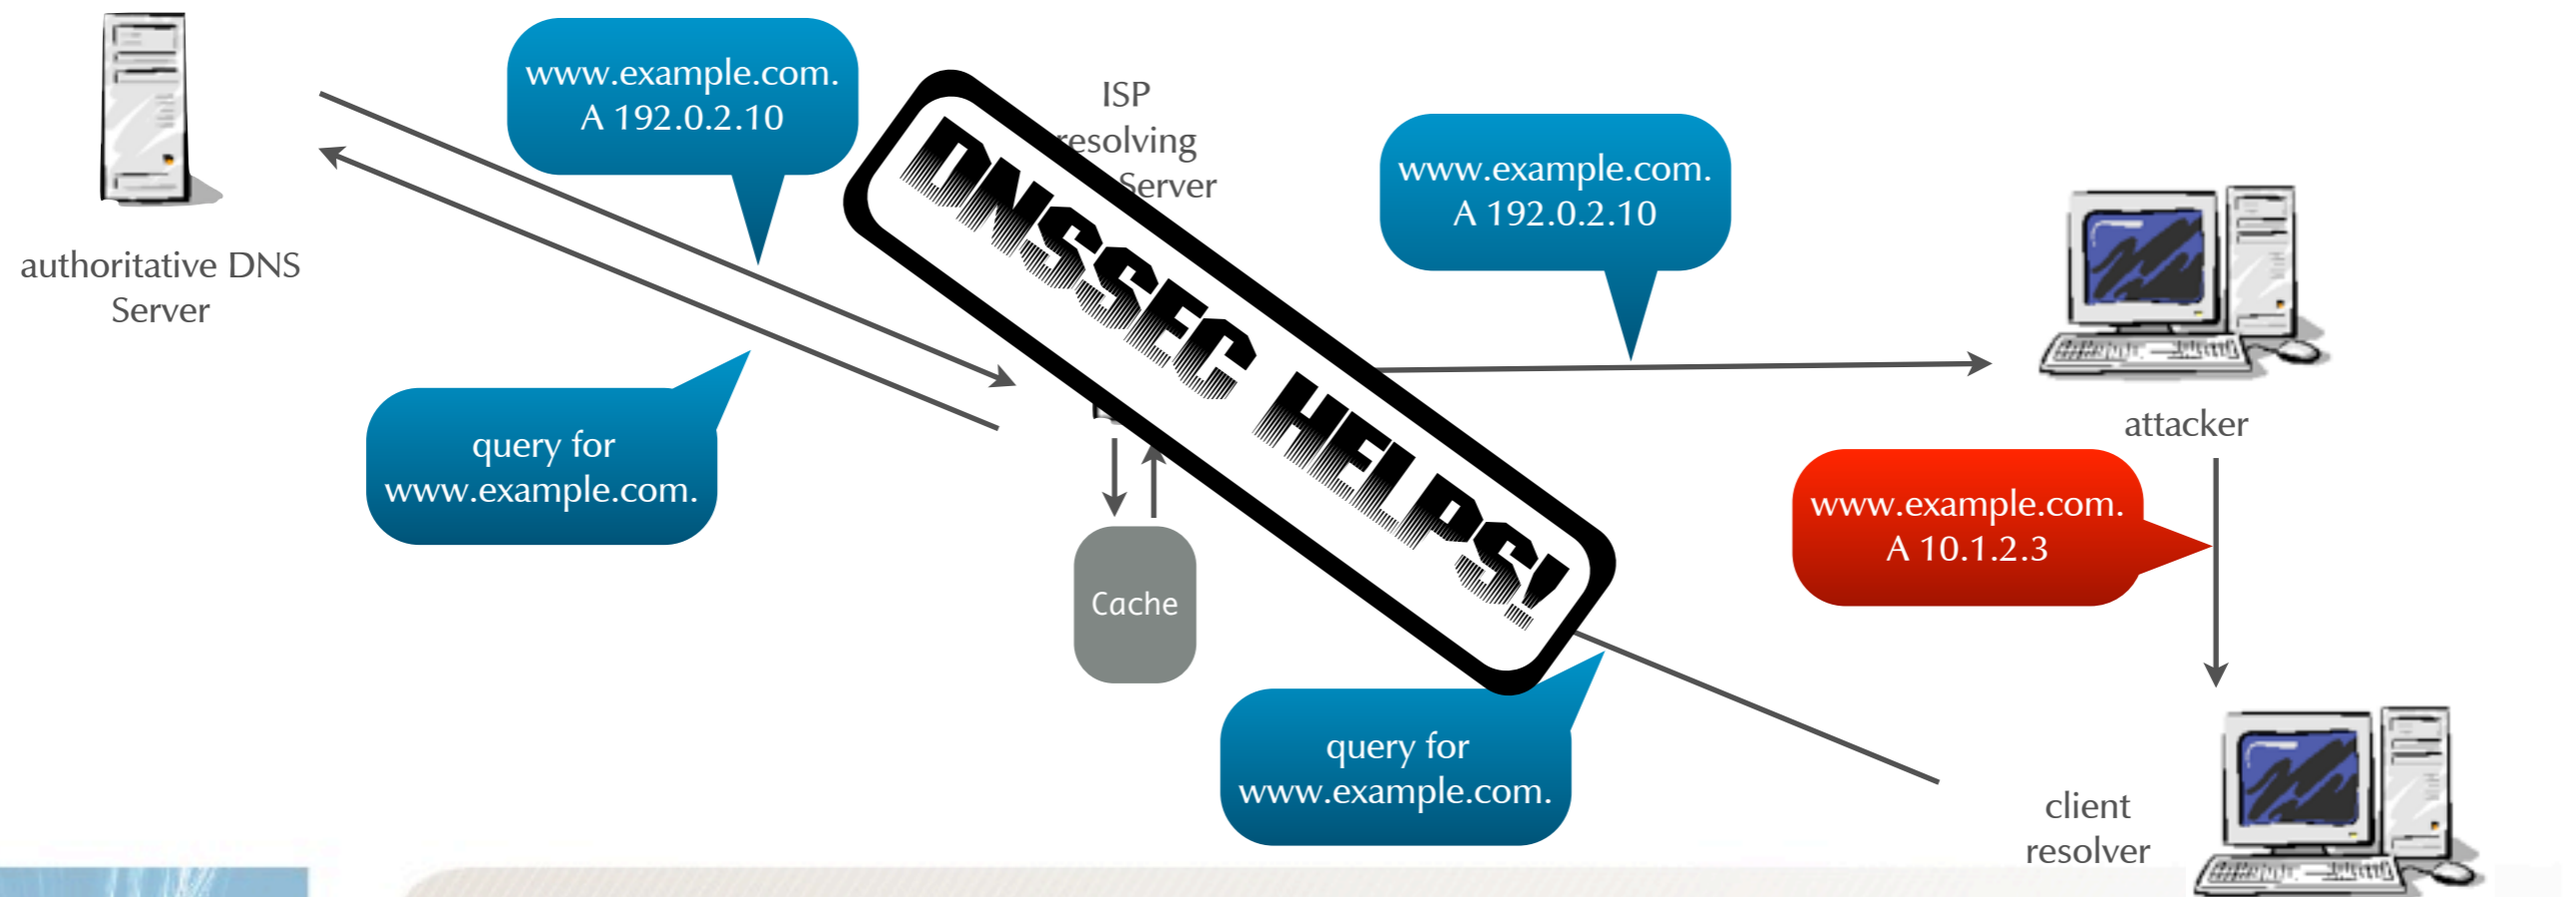 www.example.com.
A 192.0.2.10
ISP
resolving
Server
www.example.com.
A 192.0.2.10
authoritative DNS
Server
DNSSEC HELPS!
query for
www.example.com.
attacker
www.example.com.
A 10.1.2.3
Cache
query for
www.example.com.
client
resolver